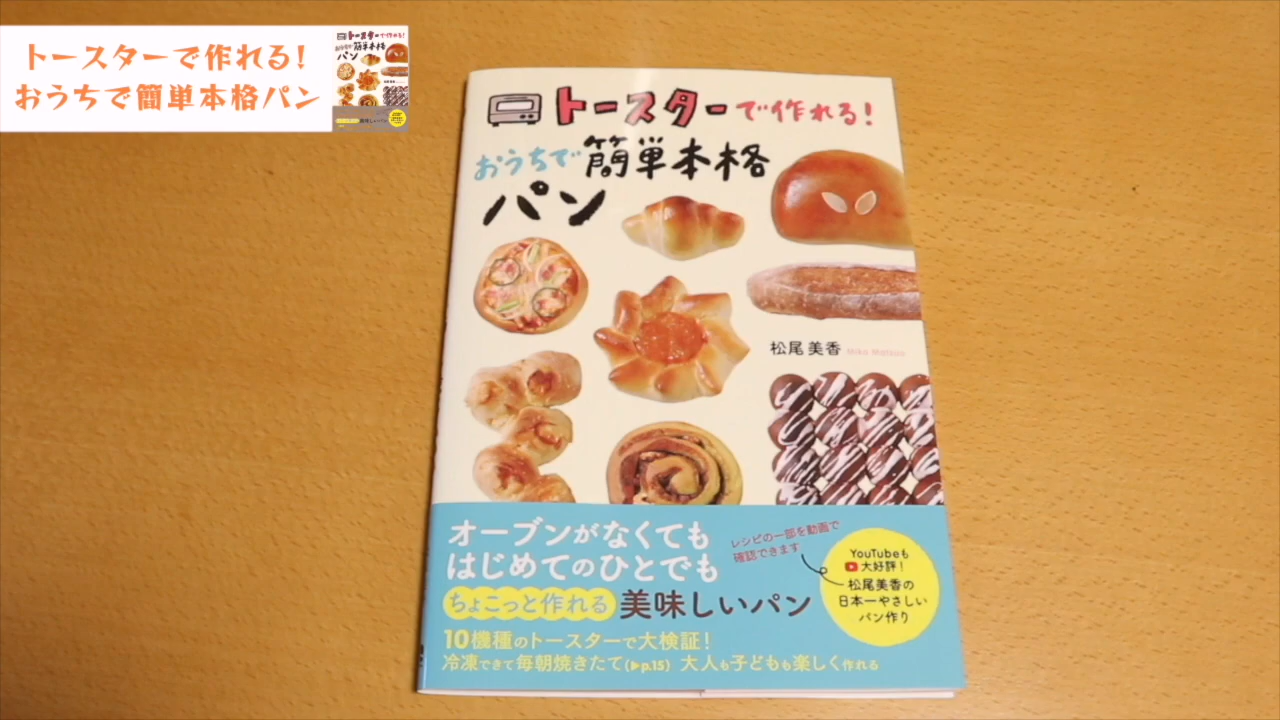 トースターで作れる!
おうちで簡単本格パン
トースターで作れる!
おうちで簡単本格
パン
松尾美香 Mika Matsuo
オーブンがなくても
はじめてのひとでも
ちょこっと作れる 美味しいパン
レシピの一部を動画で
確認できます
YouTubeも
大好評!
松尾美香の
日本一やさしい
パン作り
10機種のトースターで大検証!
冷凍できて毎朝焼きたて(▶p.15) 大人も子どもも楽しく作れる